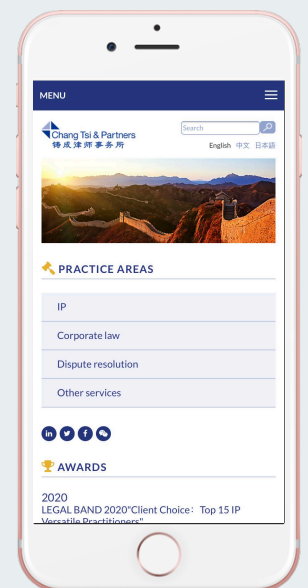 MENU
Chang Tsi & Partners
铸成律师事务所
Search
English 中文 日本語
PRACTICE AREAS
IP
Corporate law
Dispute resolution
Other services
in
f
AWARDS
2020
LEGAL BAND 2020"Client Choice：Top 15 IP
Versatile Practitioners"